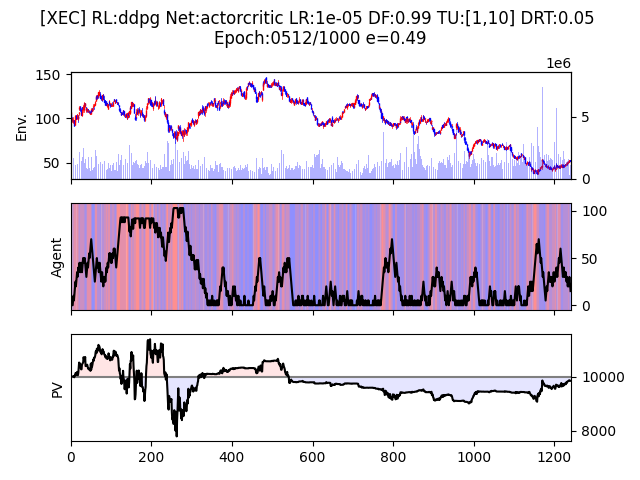 [XEC] RL:ddpg Net:actorcritic LR:1e-05 DF:0.99 TU:[1,10] DRT:0.05
Epoch:0512/1000 e=0.49
1e6
150
100
50
Env.
5
0
Agent
100
50
0
PV
10000
8000
0 200 400 600 800 1000 1200